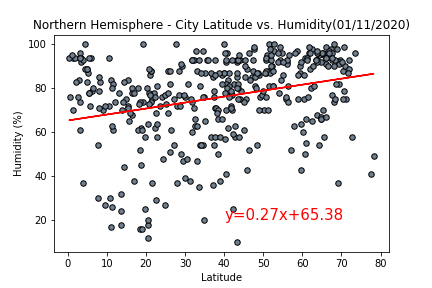 Northern Hemisphere - City Latitude vs. Humidity(01/11/2020)
100
80
60
40
20
Humidity (%)
y=0.27x+65.38
0 10 20 30 40 50 60 70 80
Latitude